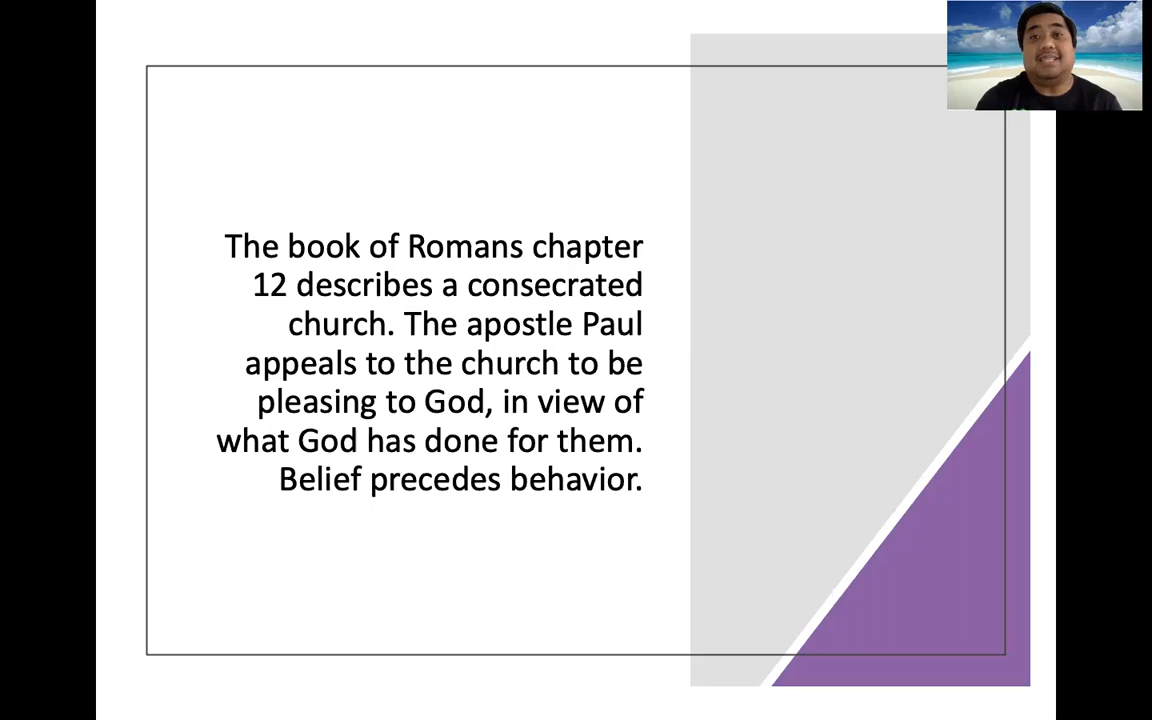 The book of Romans chapter
12 describes a consecrated
church. The apostle Paul
appeals to the church to be
pleasing to God, in view of
what God has done for them.
Belief precedes behavior.